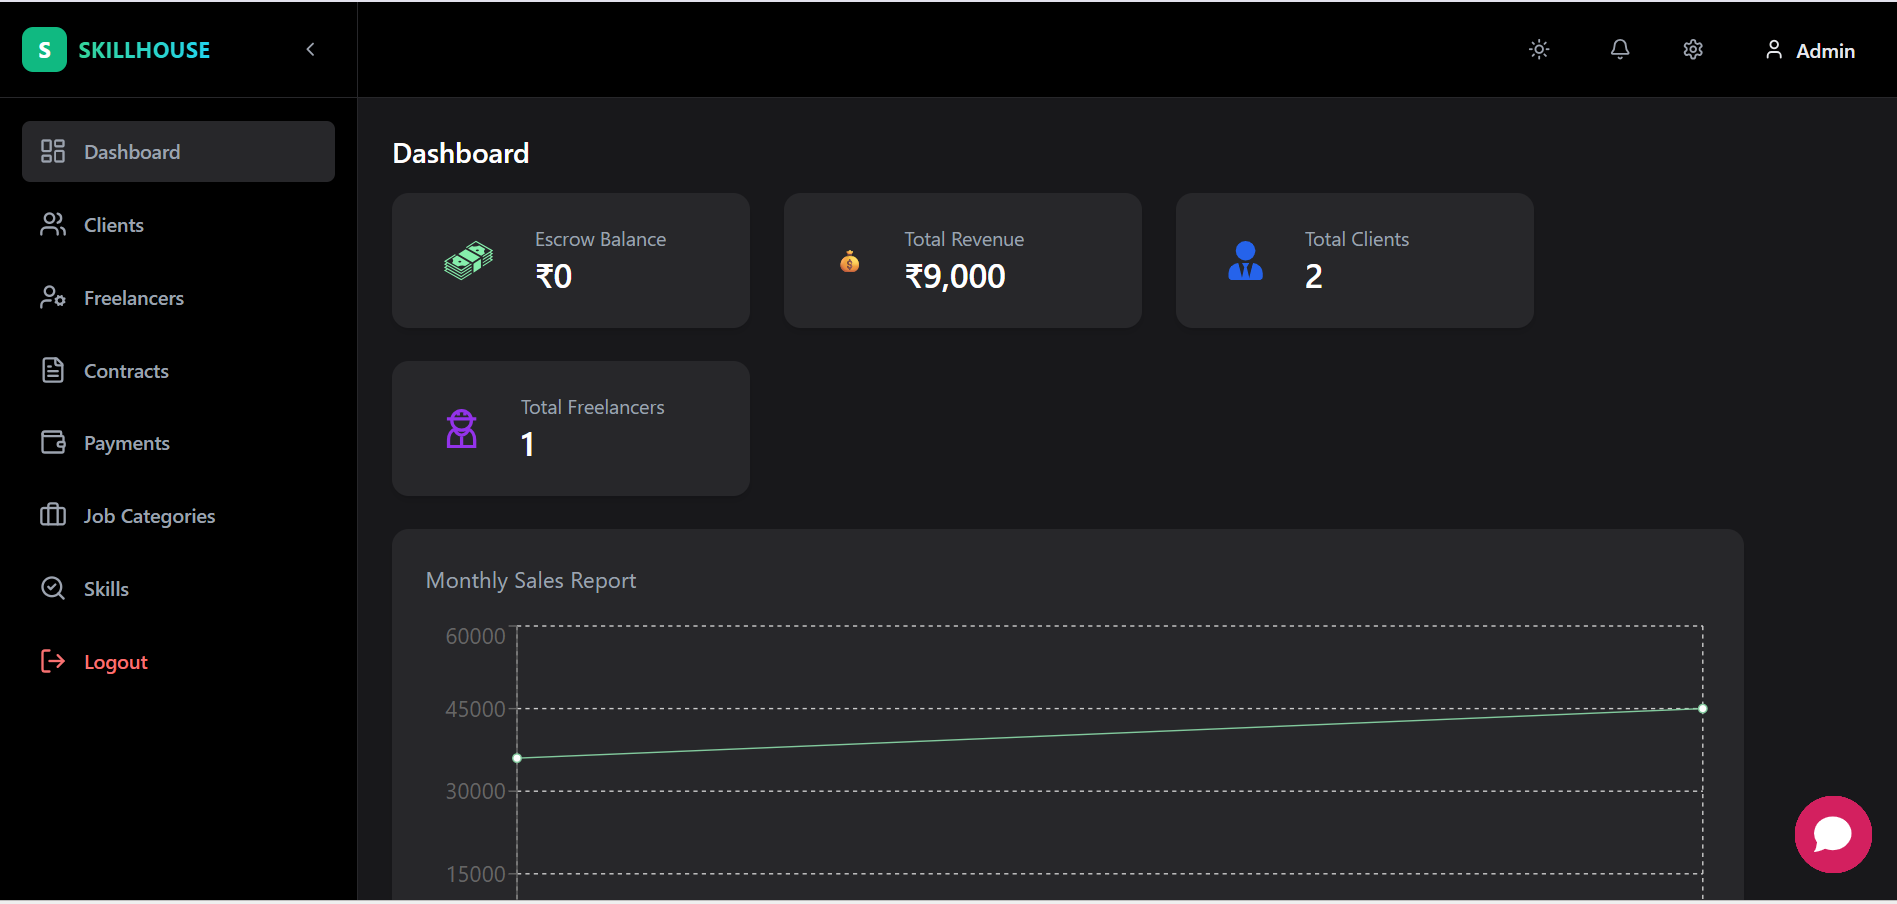 S SKILLHOUSE
Admin
Dashboard
Clients
Freelancers
Contracts
Payments
Job Categories
Skills
Logout
Dashboard
Escrow Balance
₹0
Total Revenue
₹9,000
Total Clients
2
Total Freelancers
1
Monthly Sales Report
60000
45000
30000
15000